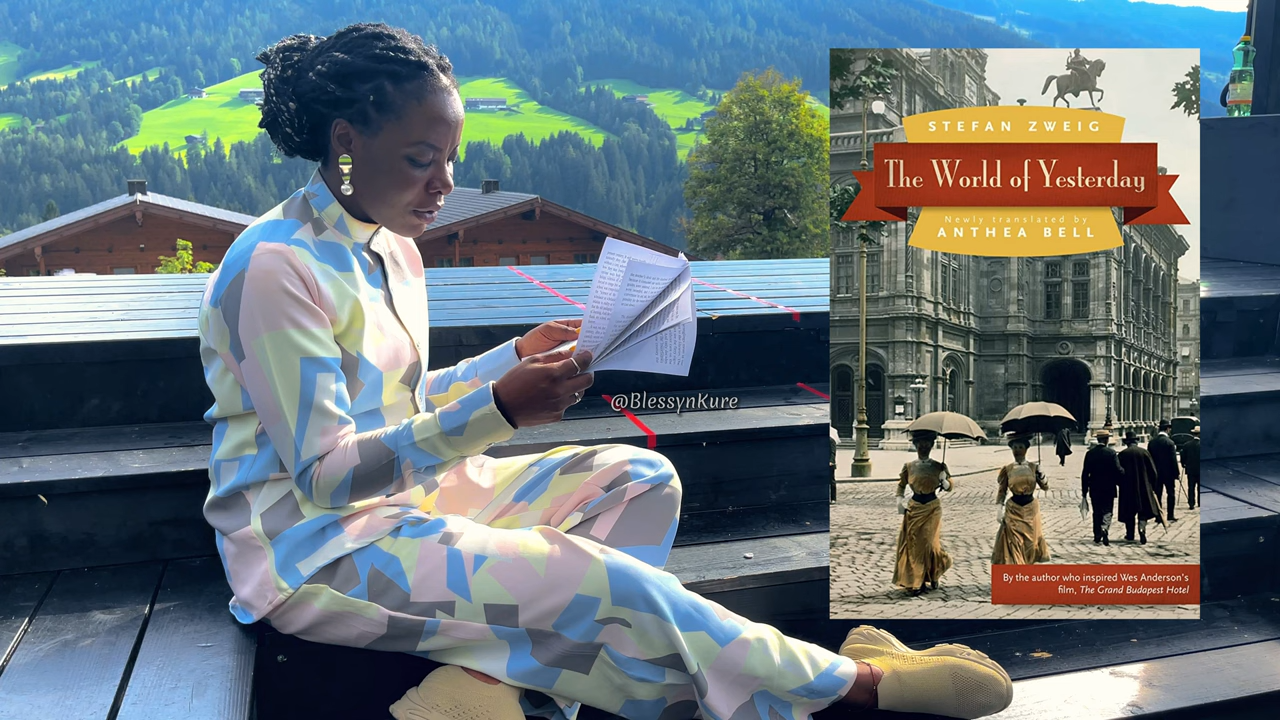 @BlessynKure
STEFAN ZWEIG
The World of Yesterday
Newly translated by
ANTHEA BELL
By the author who inspired Wes Anderson's
film, The Grand Budapest Hotel